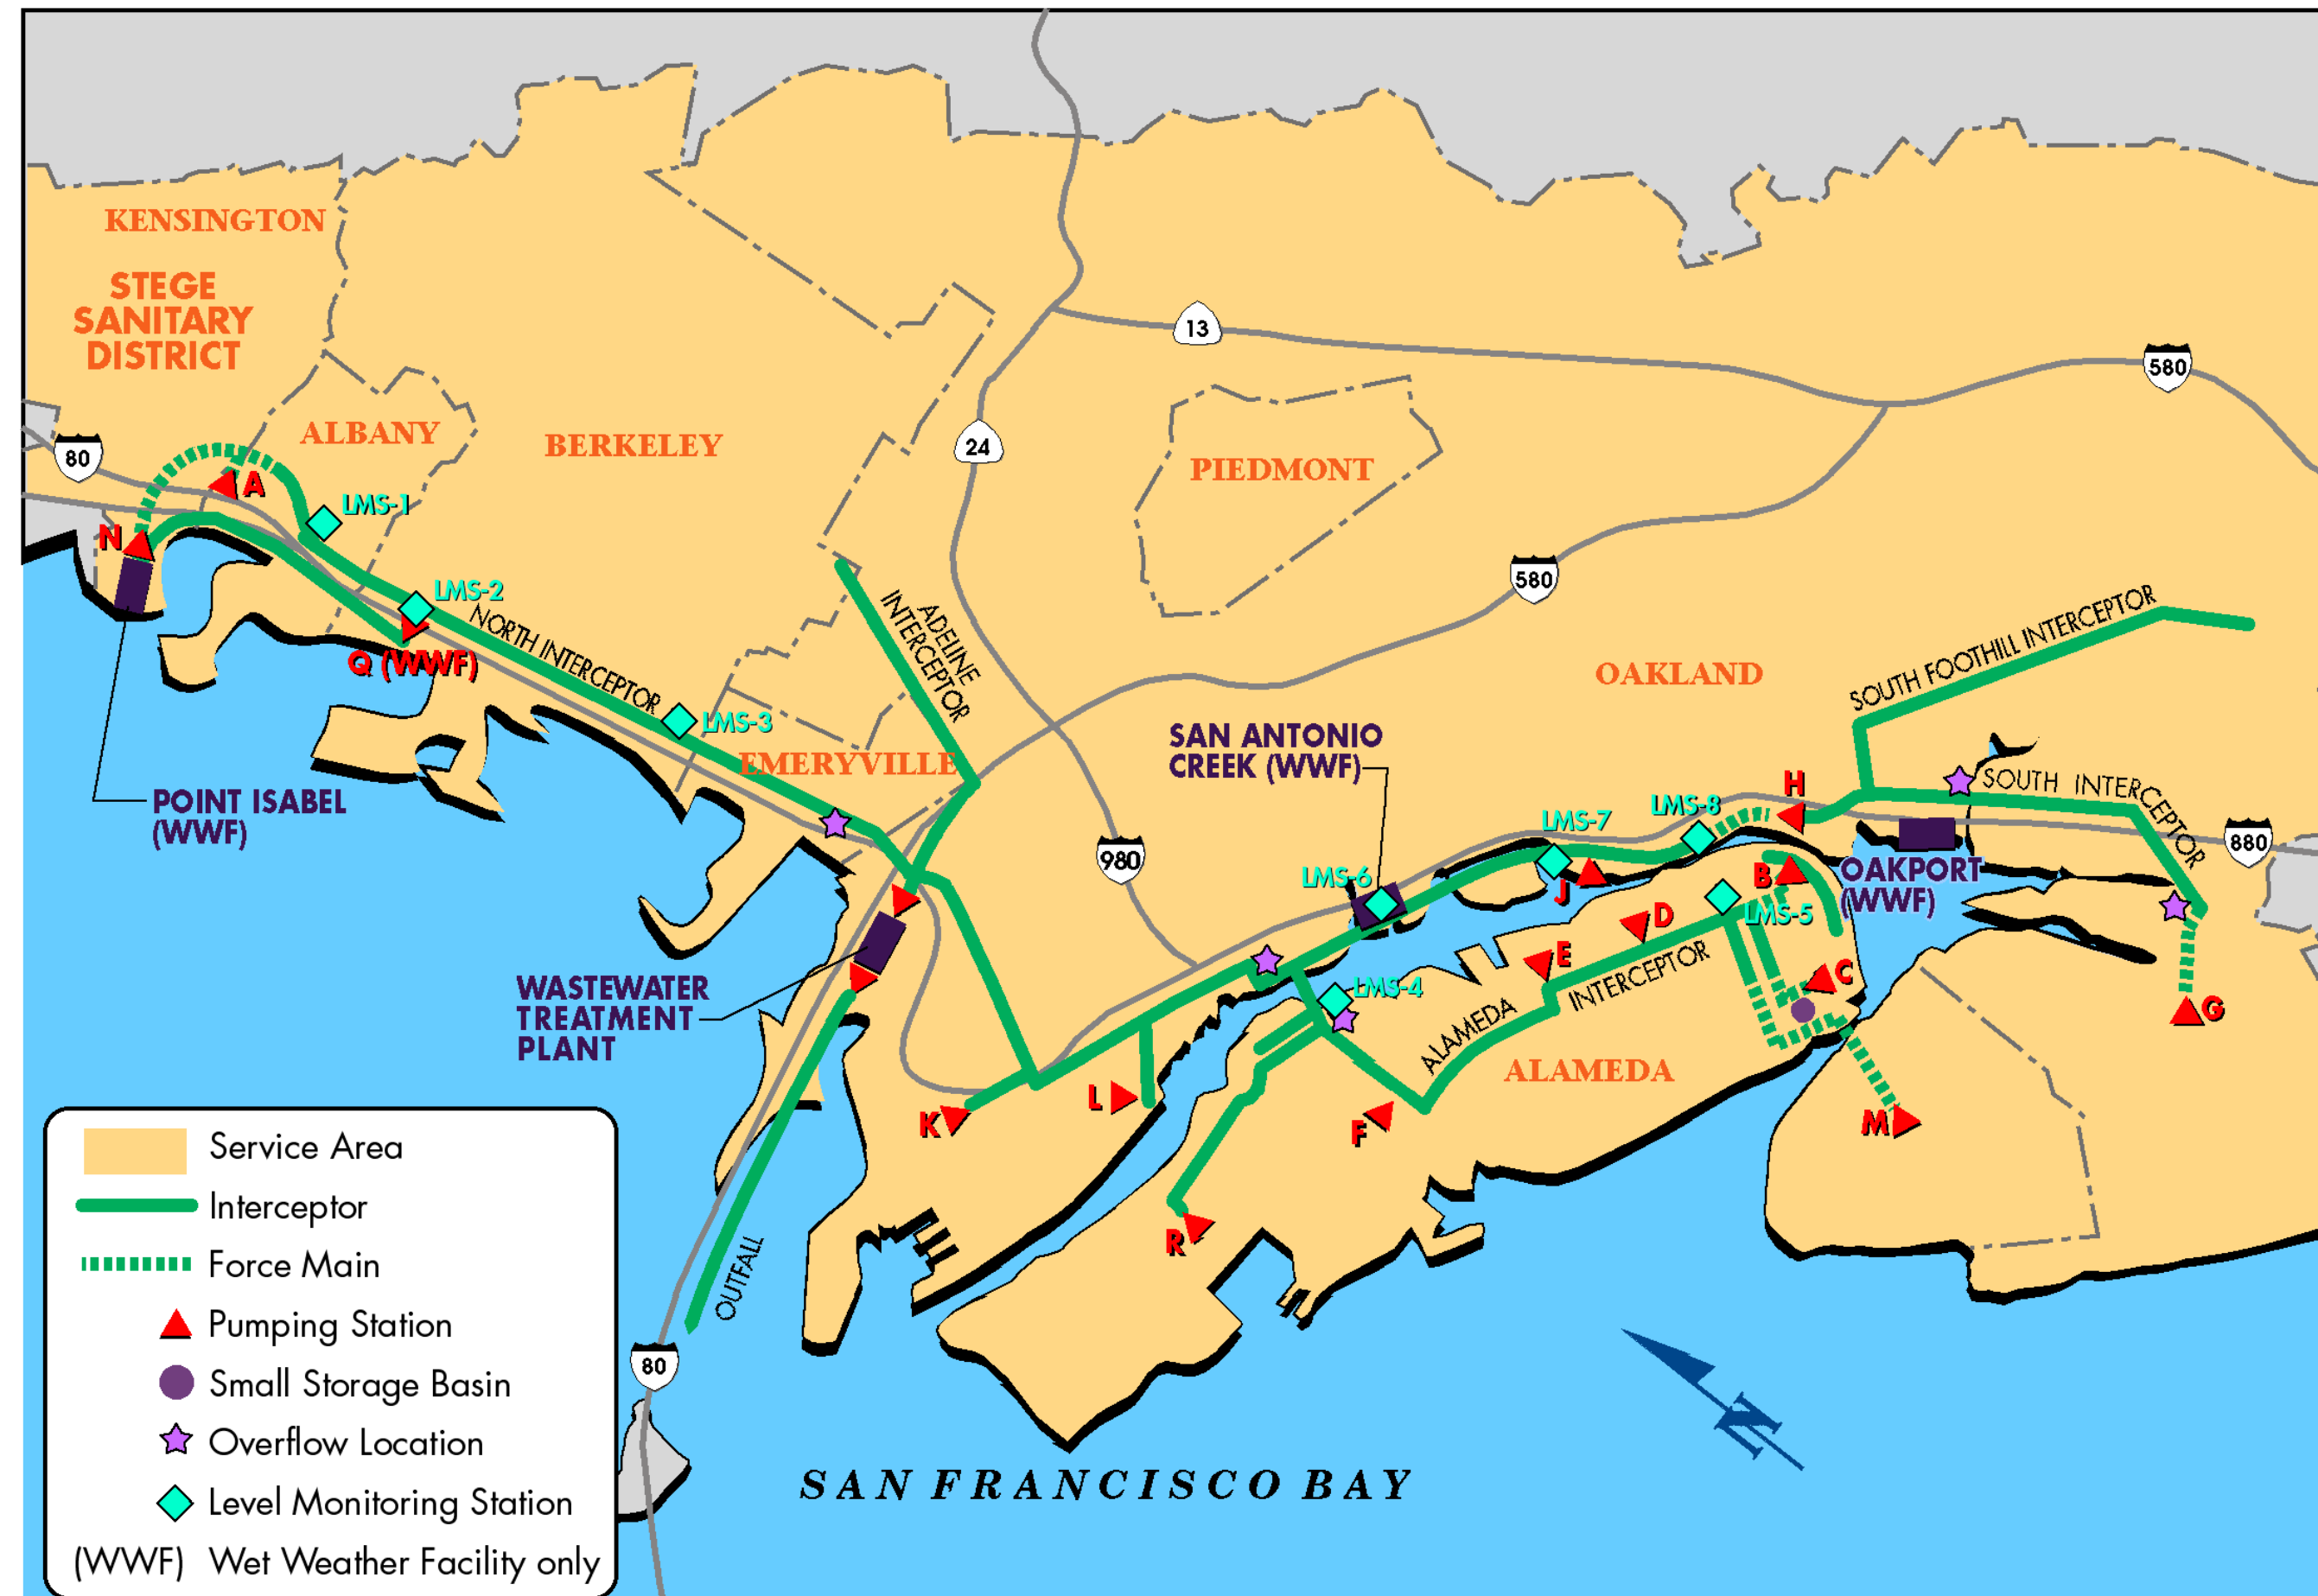 KENSINGTON
STEGE
SANITARY
DISTRICT
ALBANY
BERKELEY
13
580
24
PIEDMONT
80
A
LMS-1
N
580
LMS-2
NORTH INTERCEPTOR
Q (WWF)
ADELINE
INTERCEPTOR
LMS-3
EMERYVILLE
OAKLAND
SOUTH FOOTHILL INTERCEPTOR
SAN ANTONIO
CREEK (WWF)
POINT ISABEL
(WWF)
H
SOUTH INTERCEPTOR
LMS-8
LMS-7
980
880
LMS-6
J
B
OAKPORT
(WWF)
LMS-5
D
E
C
G
WASTEWATER
TREATMENT
PLANT
LMS-4
ALAMEDA INTERCEPTOR
ALAMEDA
L
K
F
M
R
OUTFALL
80
N
SAN FRANCISCO BAY
Service Area
Interceptor
Force Main
Pumping Station
Small Storage Basin
Overflow Location
Level Monitoring Station
(WWF) Wet Weather Facility only